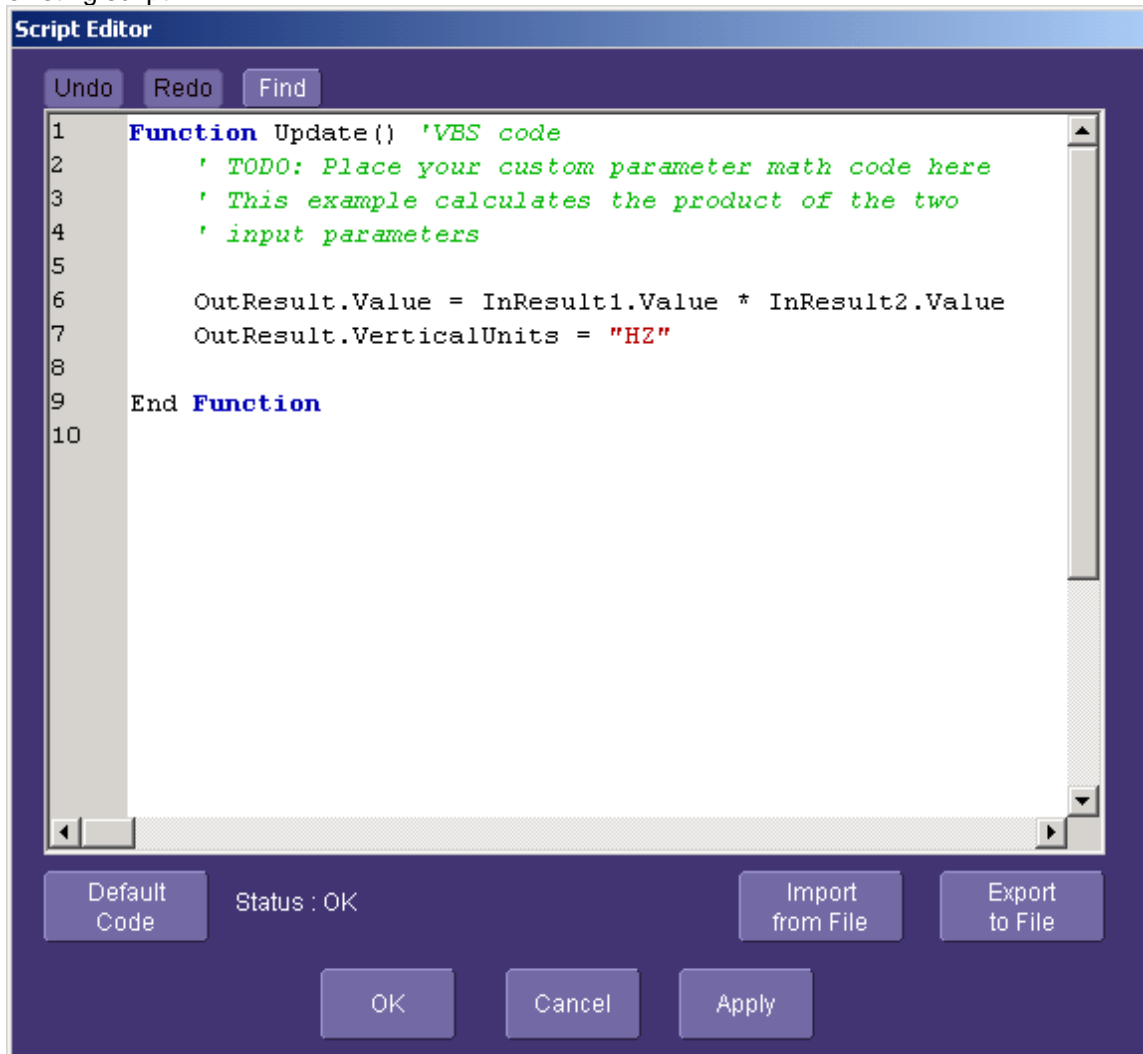 Script Editor
Undo Redo Find
1 Function Update() 'VBS code
2 ' TODO: Place your custom parameter math code here
3 ' This example calculates the product of the two
4 ' input parameters
5
6 OutResult.Value = InResult1.Value * InResult2.Value
7 OutResult.VerticalUnits = "HZ"
8
9 End Function
10
Default Code
Status : OK
Import from File
Export to File
OK Cancel Apply